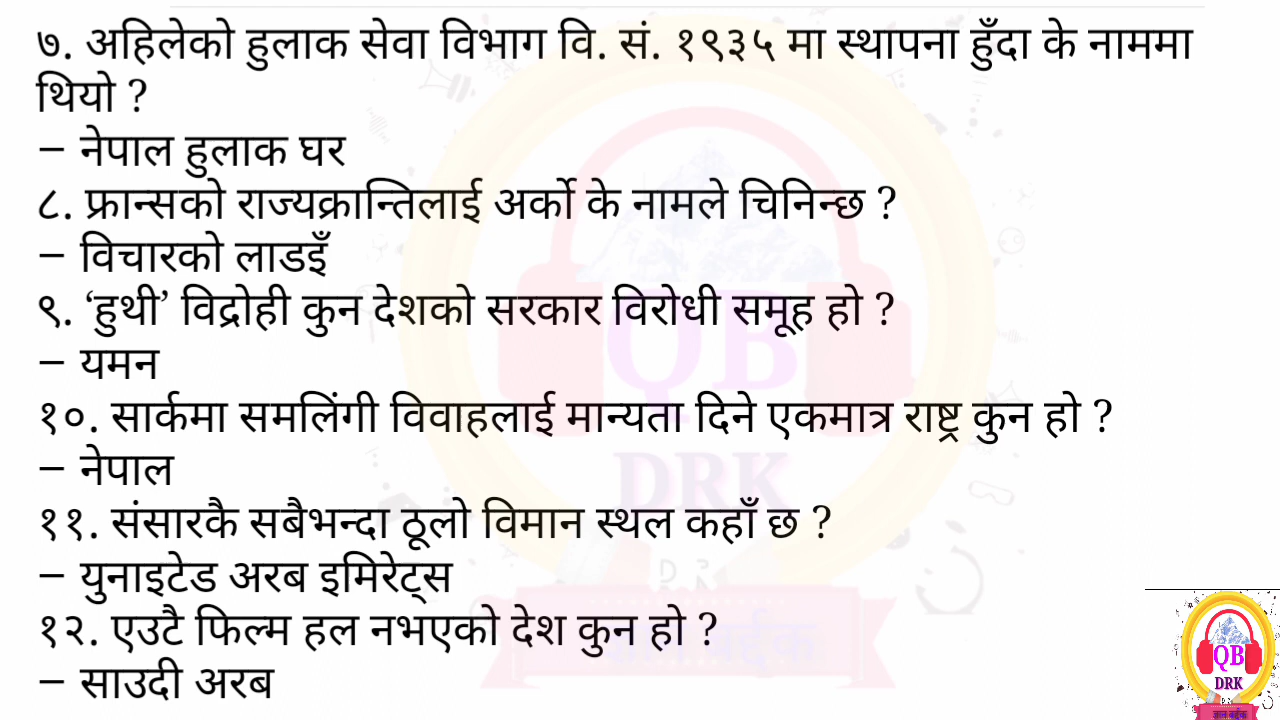 ७. अहिलेको हुलाक सेवा विभाग वि. सं. १९३५ मा स्थापना हुँदा के नाममा
थियो ?
– नेपाल हुलाक घर
८. फ्रान्सको राज्यक्रान्तिलाई अर्को के नामले चिनिन्छ ?
– विचारको लाडइँ
९. ‘हुथी’ विद्रोही कुन देशको सरकार विरोधी समूह हो ?
– यमन
१०. सार्कमा समलिंगी विवाहलाई मान्यता दिने एकमात्र राष्ट्र कुन हो ?
– नेपाल
११. संसारकै सबैभन्दा ठूलो विमान स्थल कहाँ छ ?
– युनाइटेड अरब इमिरेट्स
१२. एउटै फिल्म हल नभएको देश कुन हो ?
– साउदी अरब
QB
DRK
QB
DRK